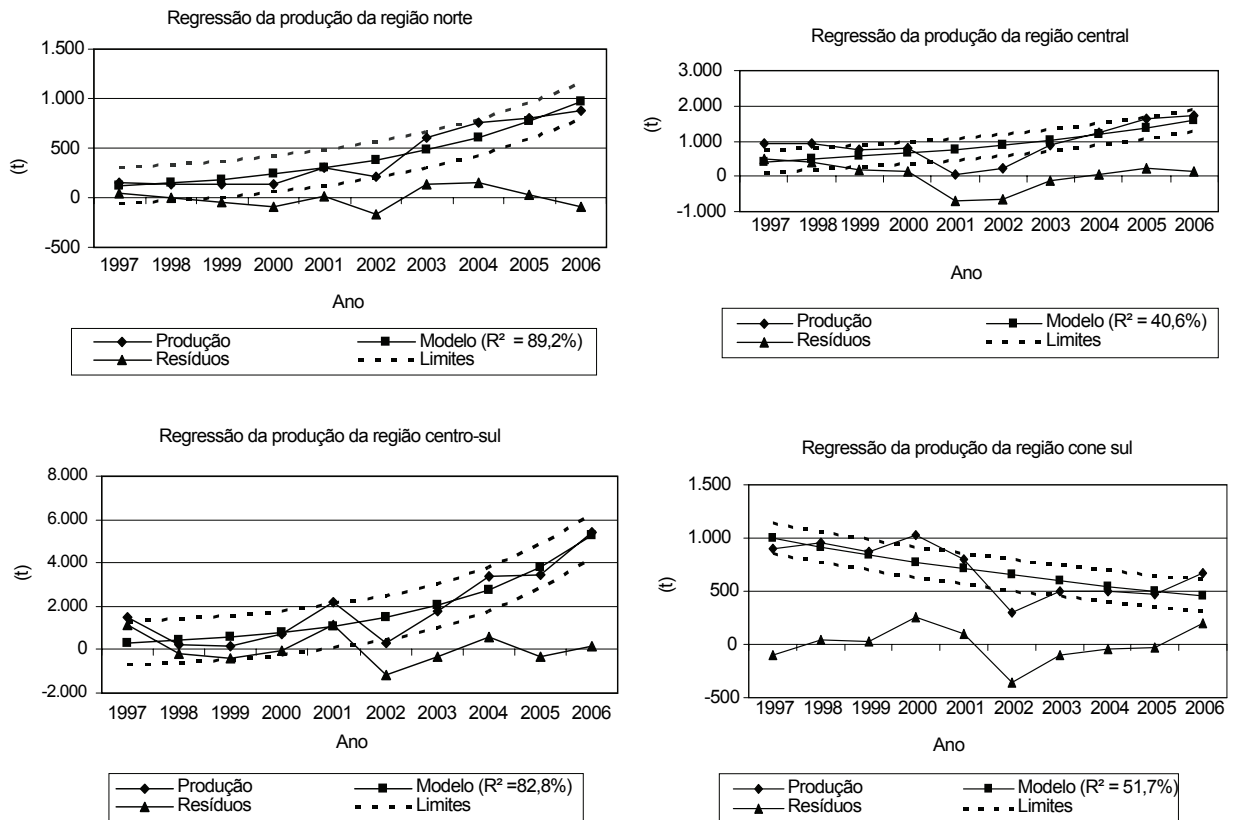 Regressão da produção da região norte
1.500
1.000
500
0
-500
(t)
1997 1998 1999 2000 2001 2002 2003 2004 2005 2006
Ano
Produção
Modelo (R² = 89,2%)
Resíduos
Limites
Regressão da produção da região central
3.000
2.000
1.000
0
-1.000
(t)
1997 1998 1999 2000 2001 2002 2003 2004 2005 2006
Ano
Produção
Modelo (R² = 40,6%)
Resíduos
Limites
Regressão da produção da região centro-sul
8.000
6.000
4.000
2.000
0
-2.000
(t)
1997 1998 1999 2000 2001 2002 2003 2004 2005 2006
Ano
Produção
Modelo (R² =82,8%)
Resíduos
Limites
Regressão da produção da região cone sul
1.500
1.000
500
0
-500
(t)
1997 1998 1999 2000 2001 2002 2003 2004 2005 2006
Ano
Produção
Modelo (R² = 51,7%)
Resíduos
Limites